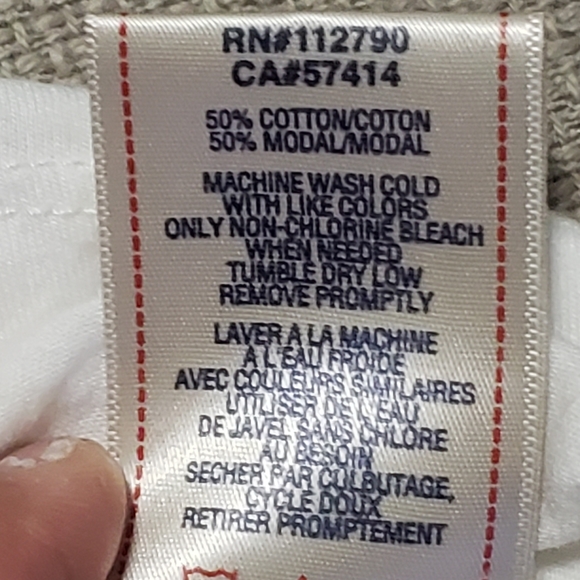 RN#112790
CA#57414
50% COTTON/COTON
50% MODAL/MODAL
MACHINE WASH COLD
WITH LIKE COLORS
ONLY NON-CHLORINE BLEACH
WHEN NEEDED
TUMBLE DRY LOW
REMOVE PROMPTLY
LAVER A LA MACHINE
A L'EAU FROIDE
AVEC COULEURS SIMILAIRES
UTILISER DE L'EAU
DE JAVEL SANS CHLORE
AU BESOIN
SECHER PAR CULBUTAGE,
CYCLE DOUX
RETIRER PROMPTEMENT